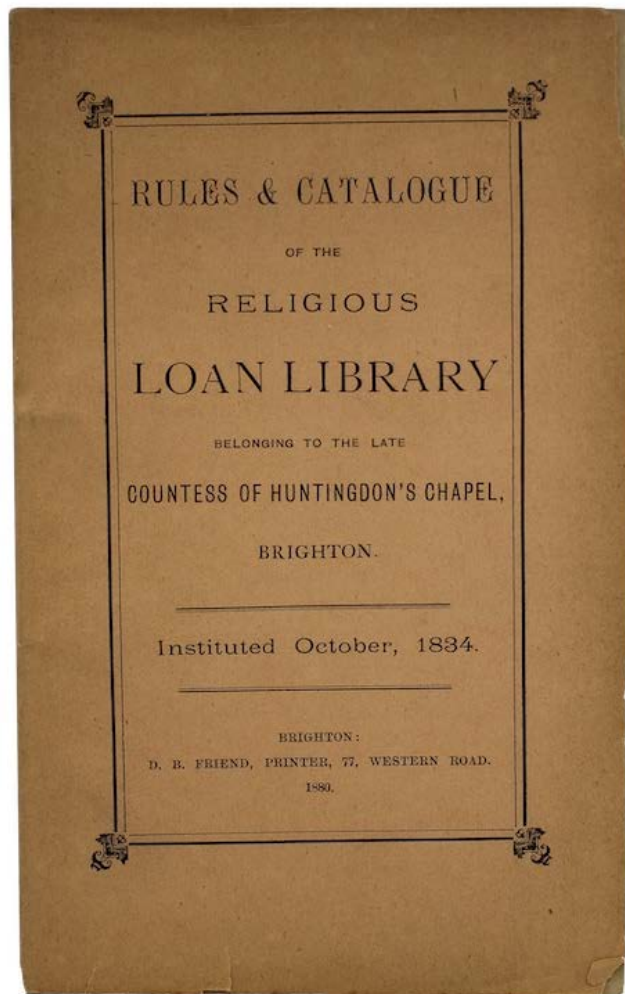 RULES & CATALOGUE
OF THE
RELIGIOUS
LOAN LIBRARY
BELONGING TO THE LATE
COUNTESS OF HUNTINGDON'S CHAPEL,
BRIGHTON.
Instituted October, 1834.
BRIGHTON:
D. B. FRIEND, PRINTER, 77, WESTERN ROAD.
1880.